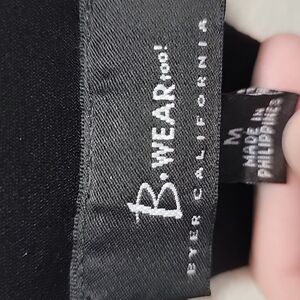 B.WEAR too!
BYER CALIFORNIA
M
MADE IN
PHILIPPINES